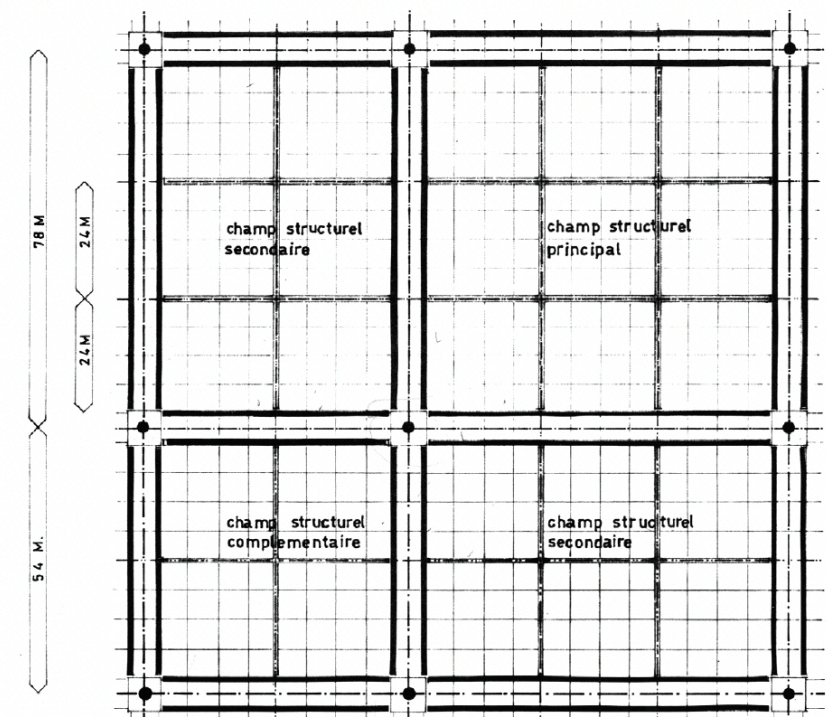 78 M
24 M
24 M
54 M.
champ structurel
secondaire
champ structurel
principal
champ structurel
complementaire
champ structurel
secondaire